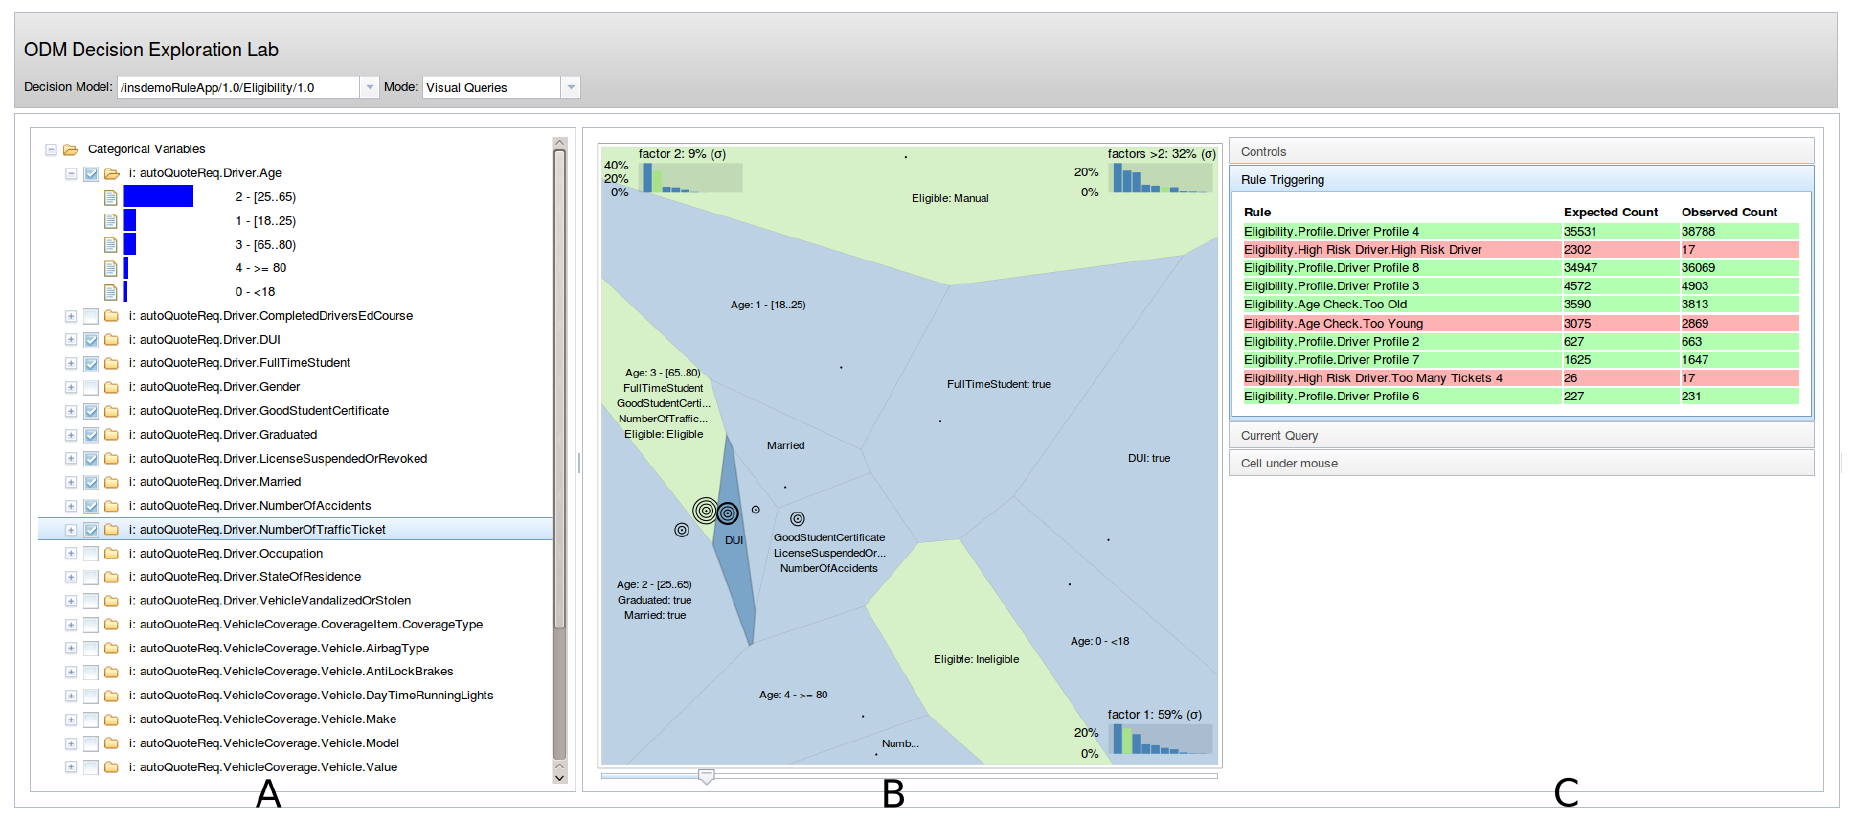 ODM Decision Exploration Lab
Decision Model: /insdemoRuleApp/1.0/Eligibility/1.0 Mode: Visual Queries
Categorical Variables
i: autoQuoteReq.Driver.Age
2 - [25..65)
1 - [18..25)
3 - [65..80)
4 - >= 80
0 - <18
i: autoQuoteReq.Driver.CompletedDriversEdCourse
i: autoQuoteReq.Driver.DUI
i: autoQuoteReq.Driver.FullTimeStudent
i: autoQuoteReq.Driver.Gender
i: autoQuoteReq.Driver.GoodStudentCertificate
i: autoQuoteReq.Driver.Graduated
i: autoQuoteReq.Driver.LicenseSuspendedOrRevoked
i: autoQuoteReq.Driver.Married
i: autoQuoteReq.Driver.NumberOfAccidents
i: autoQuoteReq.Driver.NumberOfTrafficTicket
i: autoQuoteReq.Driver.Occupation
i: autoQuoteReq.Driver.StateOfResidence
i: autoQuoteReq.Driver.VehicleVandalizedOrStolen
i: autoQuoteReq.VehicleCoverage.CoverageItem.CoverageType
i: autoQuoteReq.VehicleCoverage.Vehicle.AirbagType
i: autoQuoteReq.VehicleCoverage.Vehicle.AntiLockBrakes
i: autoQuoteReq.VehicleCoverage.Vehicle.DayTimeRunningLights
i: autoQuoteReq.VehicleCoverage.Vehicle.Make
i: autoQuoteReq.VehicleCoverage.Vehicle.Model
i: autoQuoteReq.VehicleCoverage.Vehicle.Value
A
factor 2: 9% (σ)
40%
20%
0%
factors >2: 32% (σ)
20%
0%
Eligible: Manual
Age: 1 - [18..25)
Age: 3 - [65..80)
FullTimeStudent
GoodStudentCerti...
NumberOfTraffic...
Eligible: Eligible
FullTimeStudent: true
Married
DUI: true
DUI
GoodStudentCertificate
LicenseSuspendedOr...
NumberOfAccidents
Age: 2 - [25..65)
Graduated: true
Married: true
Age: 0 - <18
Eligible: Ineligible
Age: 4 - >= 80
Numb...
factor 1: 59% (σ)
20%
0%
B
Controls
Rule Triggering
Rule Expected Count Observed Count
Eligibility.Profile.Driver Profile 4 35531 38788
Eligibility.High Risk Driver.High Risk Driver 2302 17
Eligibility.Profile.Driver Profile 8 34947 36069
Eligibility.Profile.Driver Profile 3 4572 4903
Eligibility.Age Check.Too Old 3590 3813
Eligibility.Age Check.Too Young 3075 2869
Eligibility.Profile.Driver Profile 2 627 663
Eligibility.Profile.Driver Profile 7 1625 1647
Eligibility.High Risk Driver.Too Many Tickets 4 26 17
Eligibility.Profile.Driver Profile 6 227 231
Current Query
Cell under mouse
C